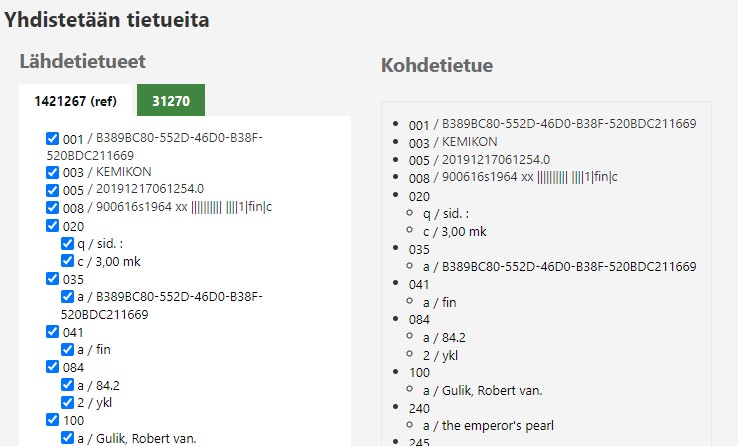 Yhdistetään tietueita
Lähdetietueet
1421267 (ref)
31270
001 / B389BC80-552D-46D0-B38F-
520BDC211669
003 / KEMIKON
005 / 20191217061254.0
008 / 900616s1964 xx |||||||||| ||||1|fin|c
020
q / sid. :
c / 3,00 mk
035
a / B389BC80-552D-46D0-B38F-
520BDC211669
041
a / fin
084
a / 84.2
2 / ykl
100
a / Gulik, Robert van.
Kohdetietue
001 / B389BC80-552D-46D0-B38F-520BDC211669
003 / KEMIKON
005 / 20191217061254.0
008 / 900616s1964 xx |||||||||| ||||1|fin|c
020
q / sid. :
c / 3,00 mk
035
a / B389BC80-552D-46D0-B38F-520BDC211669
041
a / fin
084
a / 84.2
2 / ykl
100
a / Gulik, Robert van.
240
a / the emperor's pearl
245